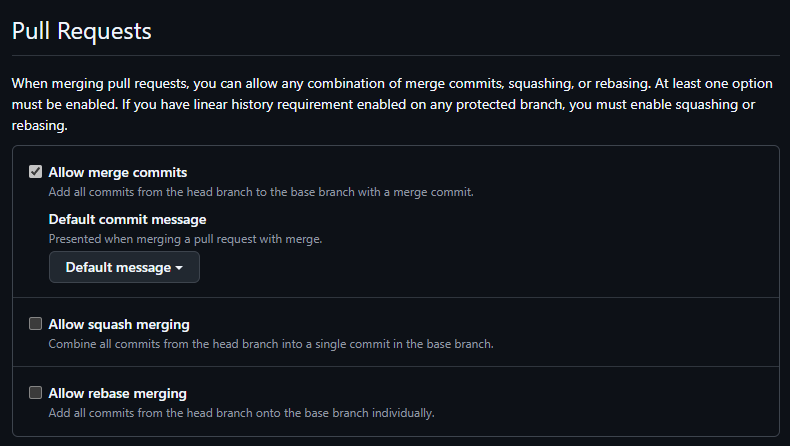 Pull Requests
When merging pull requests, you can allow any combination of merge commits, squashing, or rebasing. At least one option
must be enabled. If you have linear history requirement enabled on any protected branch, you must enable squashing or
rebasing.
Allow merge commits
Add all commits from the head branch to the base branch with a merge commit.
Default commit message
Presented when merging a pull request with merge.
Default message
Allow squash merging
Combine all commits from the head branch into a single commit in the base branch.
Allow rebase merging
Add all commits from the head branch onto the base branch individually.